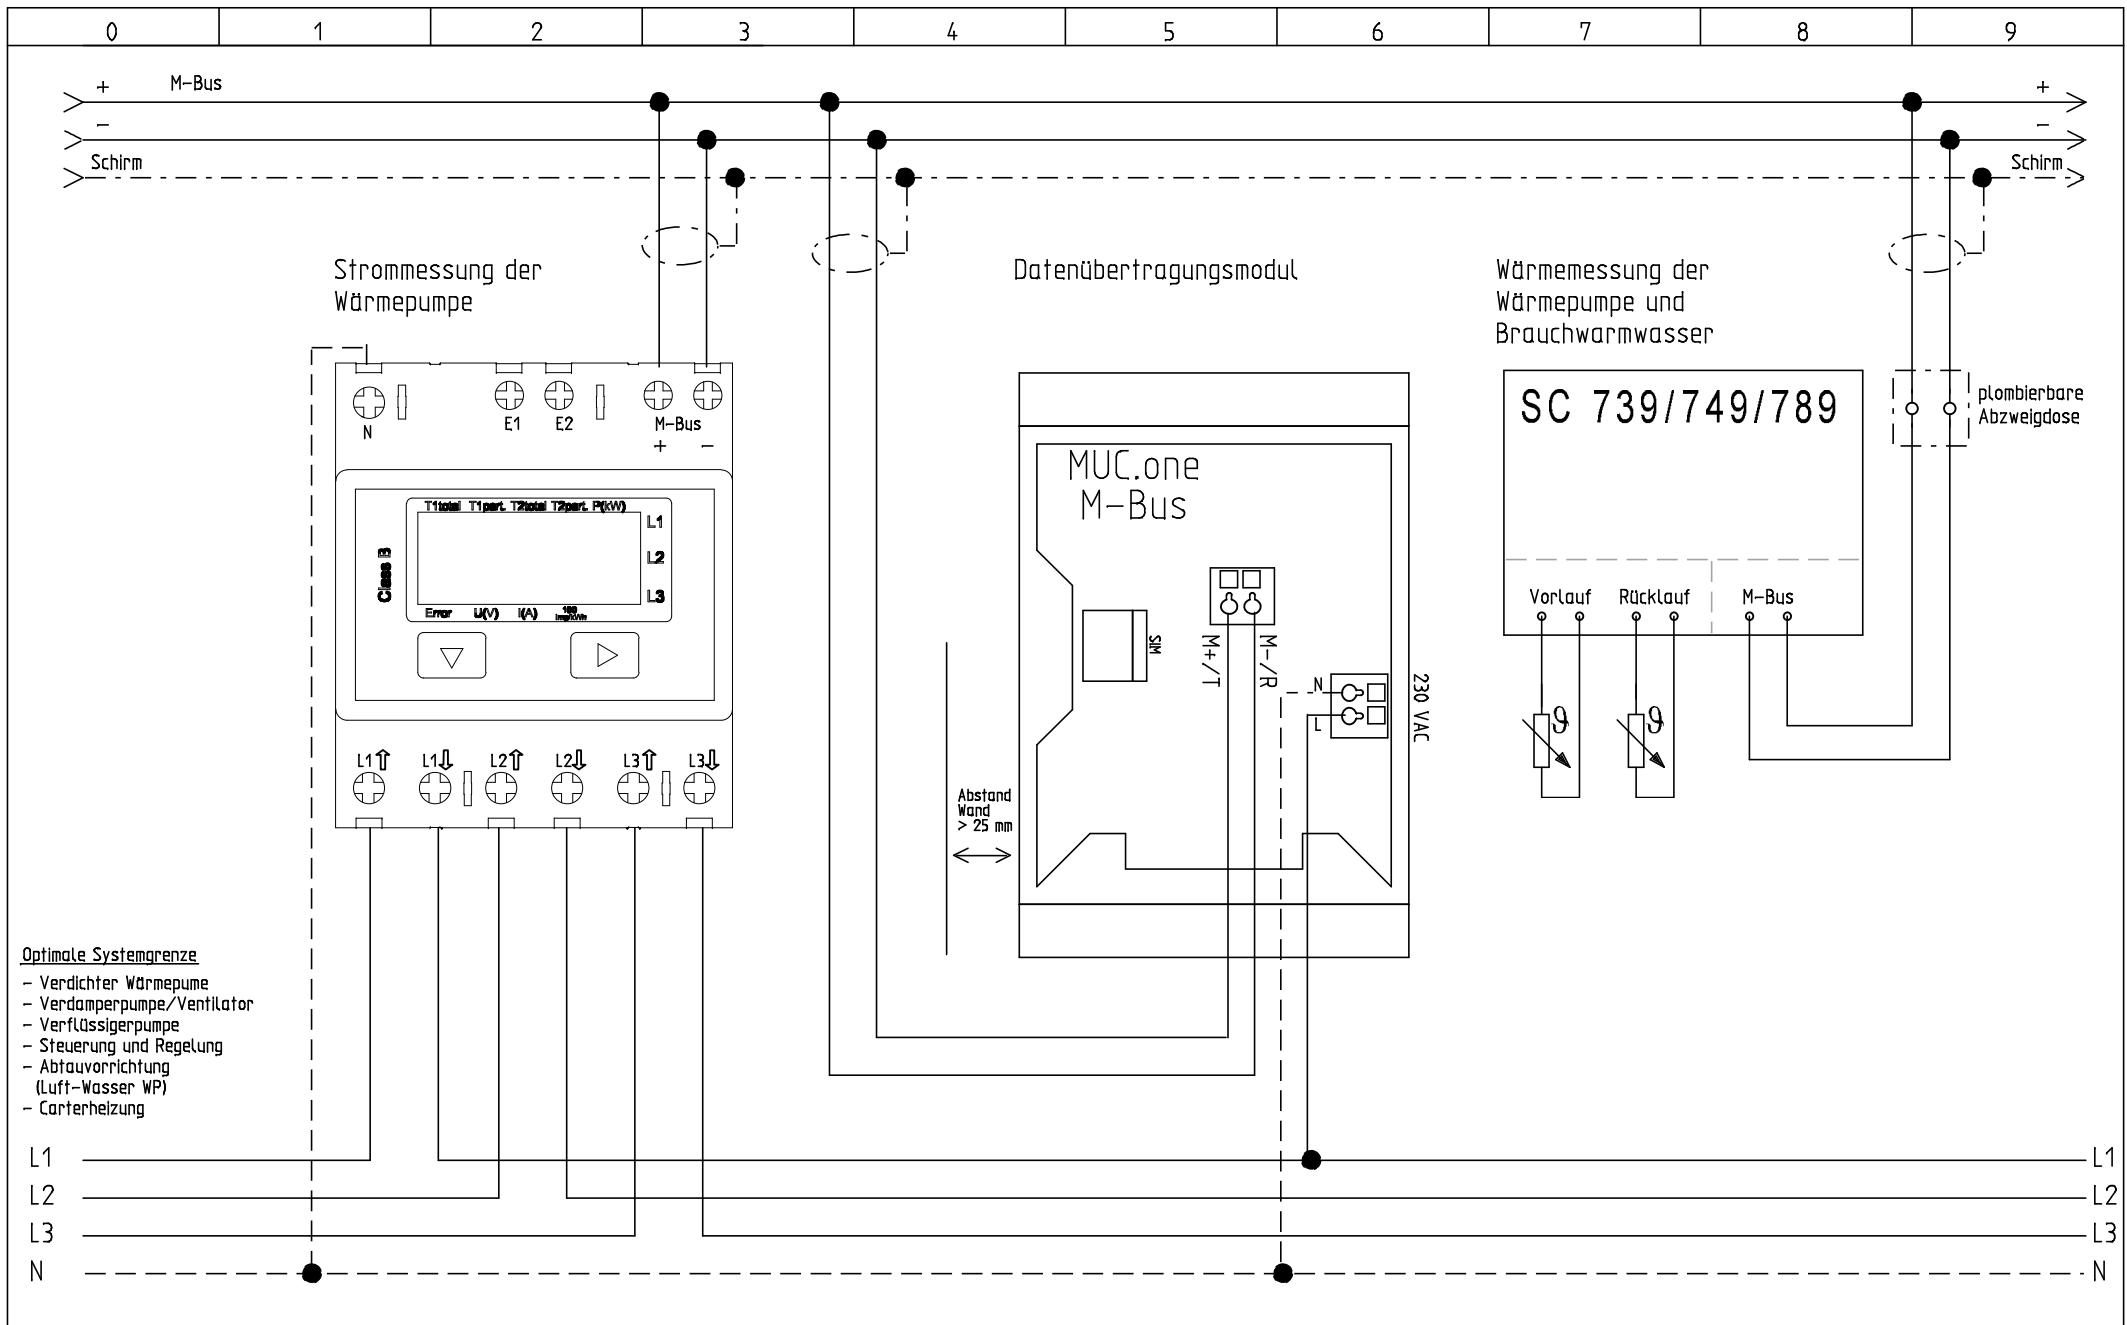 0 1 2 3 4 5 6 7 8 9
+ M-Bus +
- -
Schirm Schirm
Strommessung der
Wärmepumpe
Datenübertragungsmodul
Wärmemessung der
Wärmepumpe und
Brauchwarmwasser
N E1 E2 M-Bus
+ -
T1total T1part. T2total T2part. P(kW)
L1
L2
L3
Class B
Error U(V) I(A) 100
imp/kWh
L1 L1 L2 L2 L3 L3
MUC.one
M-Bus
SIM
M+/T
M-/R
N
L
230 VAC
Abstand
Wand
> 25 mm
SC 739/749/789
Vorlauf Rücklauf M-Bus
ϑ ϑ
plombierbare
Abzweigdose
Optimale Systemgrenze
- Verdichter Wärmepume
- Verdamperpumpe/Ventilator
- Verflüssigerpumpe
- Steuerung und Regelung
- Abtauvorrichtung
(Luft-Wasser WP)
- Carterheizung
L1 L1
L2 L2
L3 L3
N N